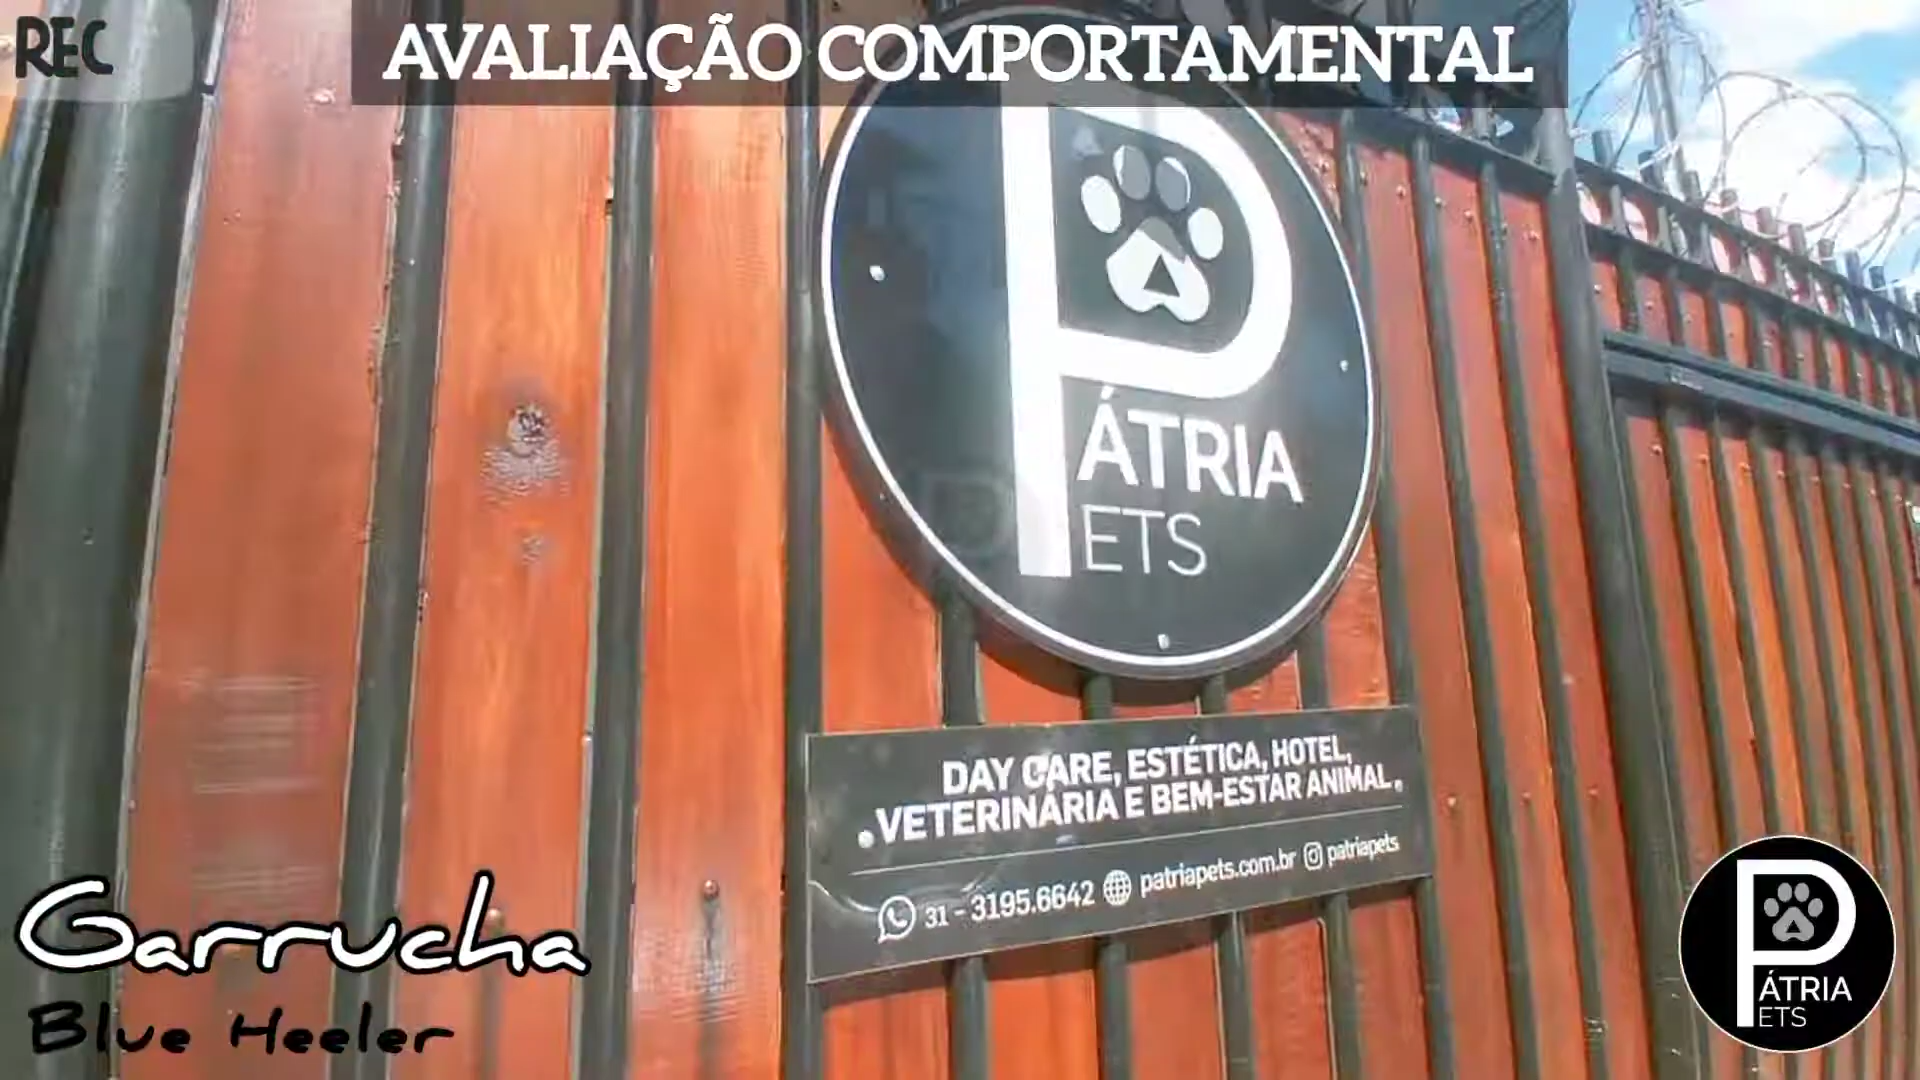 REC
AVALIAÇÃO COMPORTAMENTAL
PÁTRIA
PETS
DAY CARE, ESTÉTICA, HOTEL,
VETERINÁRIA E BEM-ESTAR ANIMAL
31 - 3195.6642 patriapets.com.br patriapets
Garrucha
Blue Heeler
PÁTRIA
PETS